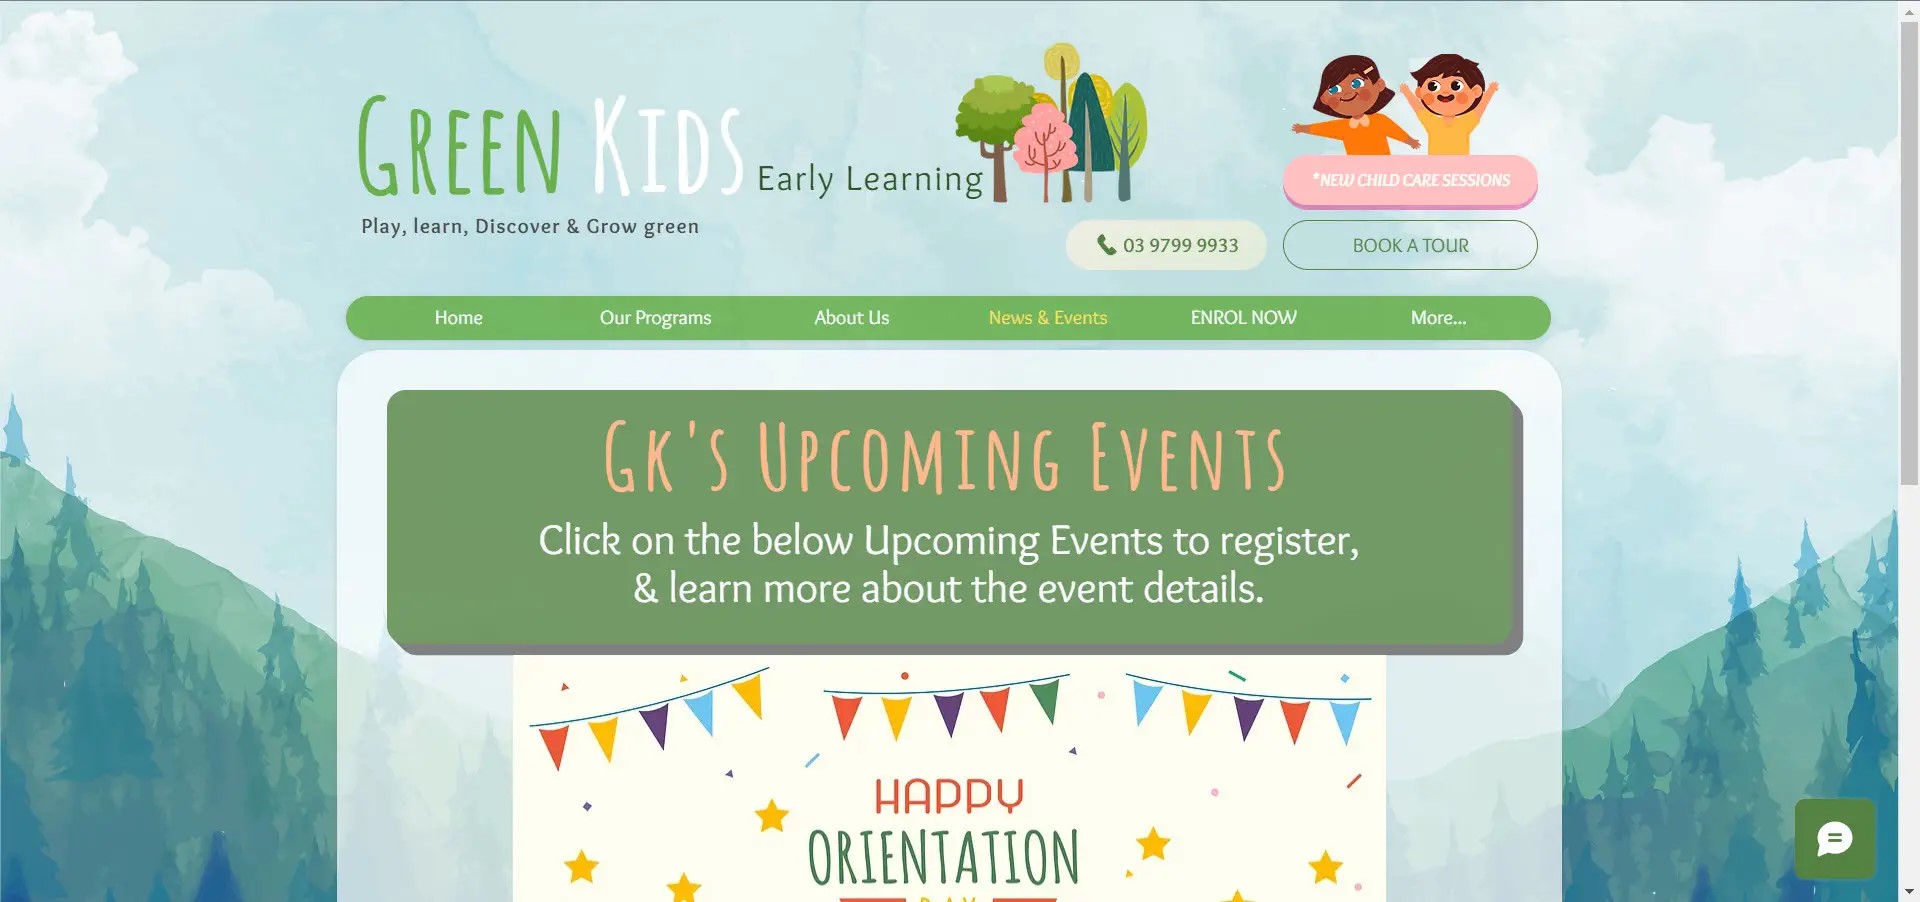 Green Kids Early Learning
Play, learn, Discover & Grow green
*NEW CHILD CARE SESSIONS
03 9799 9933
BOOK A TOUR
Home
Our Programs
About Us
News & Events
ENROL NOW
More...
Gk's Upcoming Events
Click on the below Upcoming Events to register,
& learn more about the event details.
HAPPY
ORIENTATION
DAY